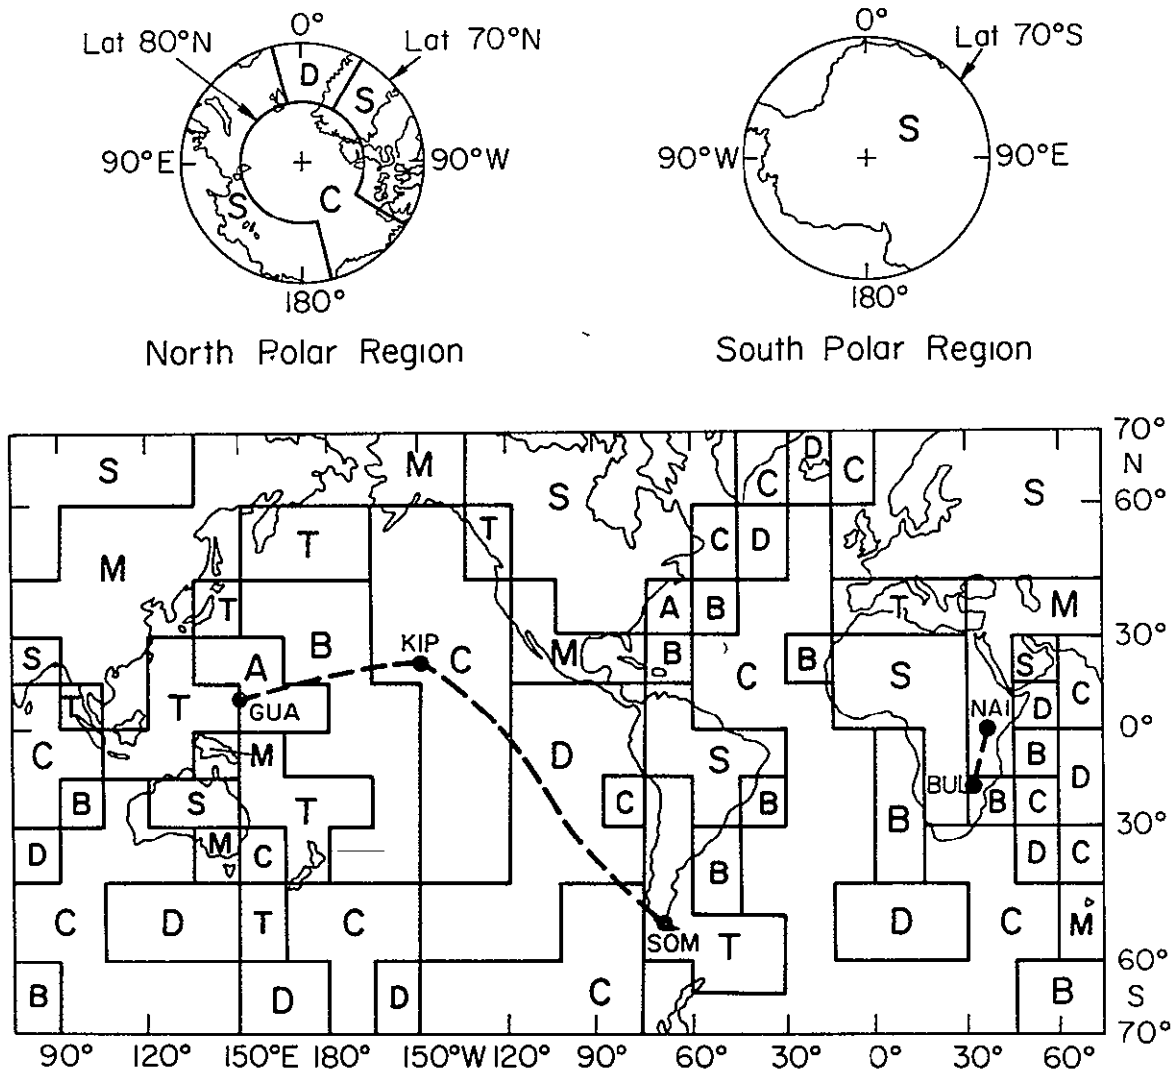 0°
Lat 80°N
Lat 70°N
D
S
90°E
90°W
S
C
180°
North Polar Region
0°
Lat 70°S
S
90°W
90°E
180°
South Polar Region
70°
N
S
M
S
C
D
C
S
60°
T
T
C
D
M
T
A
B
T
M
30°
S
A
B
KIP
C
M
B
C
B
S
S
C
T
T
GUA
NAI
D
0°
C
M
D
S
B
D
B
S
T
C
B
B
BUL
B
C
30°
D
M
C
B
D
C
C
D
T
C
SOM
T
D
C
M
60°
B
D
D
C
B
S
70°
90° 120° 150°E 180° 150°W 120° 90° 60° 30° 0° 30° 60°